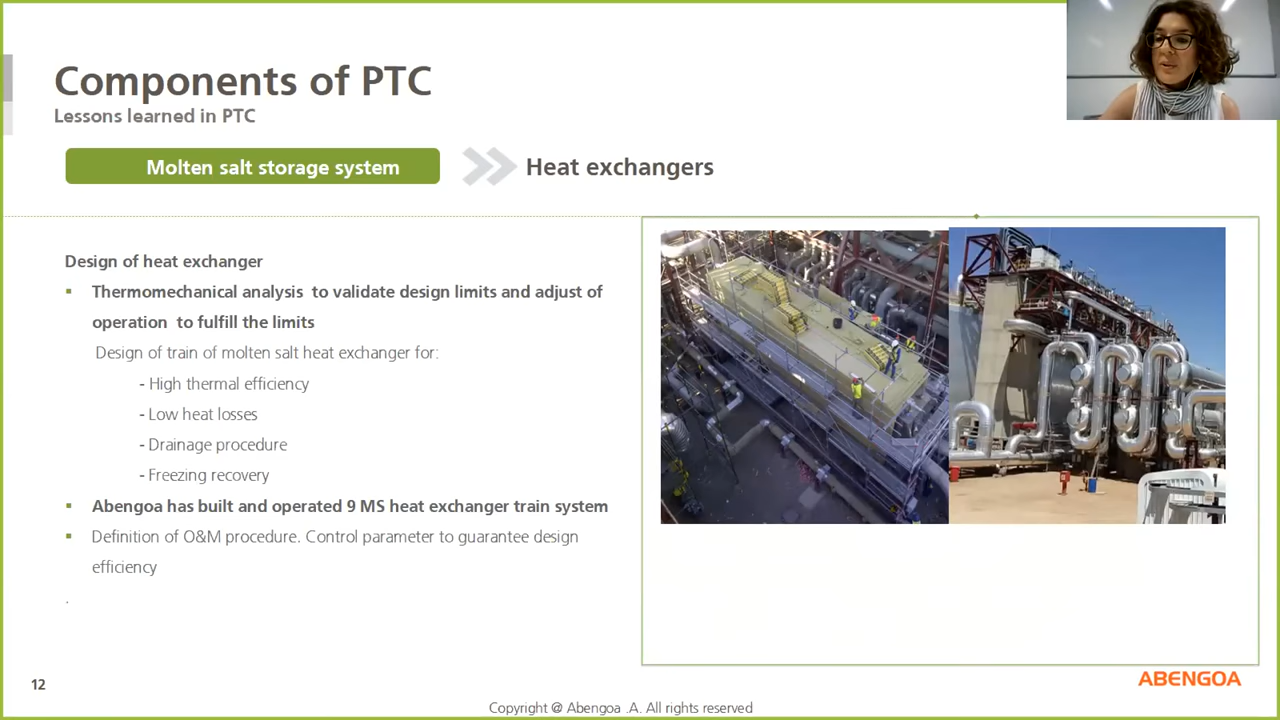 Components of PTC
Lessons learned in PTC
Molten salt storage system
Heat exchangers
Design of heat exchanger
▪ Thermomechanical analysis to validate design limits and adjust of
operation to fulfill the limits
Design of train of molten salt heat exchanger for:
- High thermal efficiency
- Low heat losses
- Drainage procedure
- Freezing recovery
▪ Abengoa has built and operated 9 MS heat exchanger train system
▪ Definition of O&M procedure. Control parameter to guarantee design
efficiency
.
12
ABENGOA
Copyright @ Abengoa .A. All rights reserved